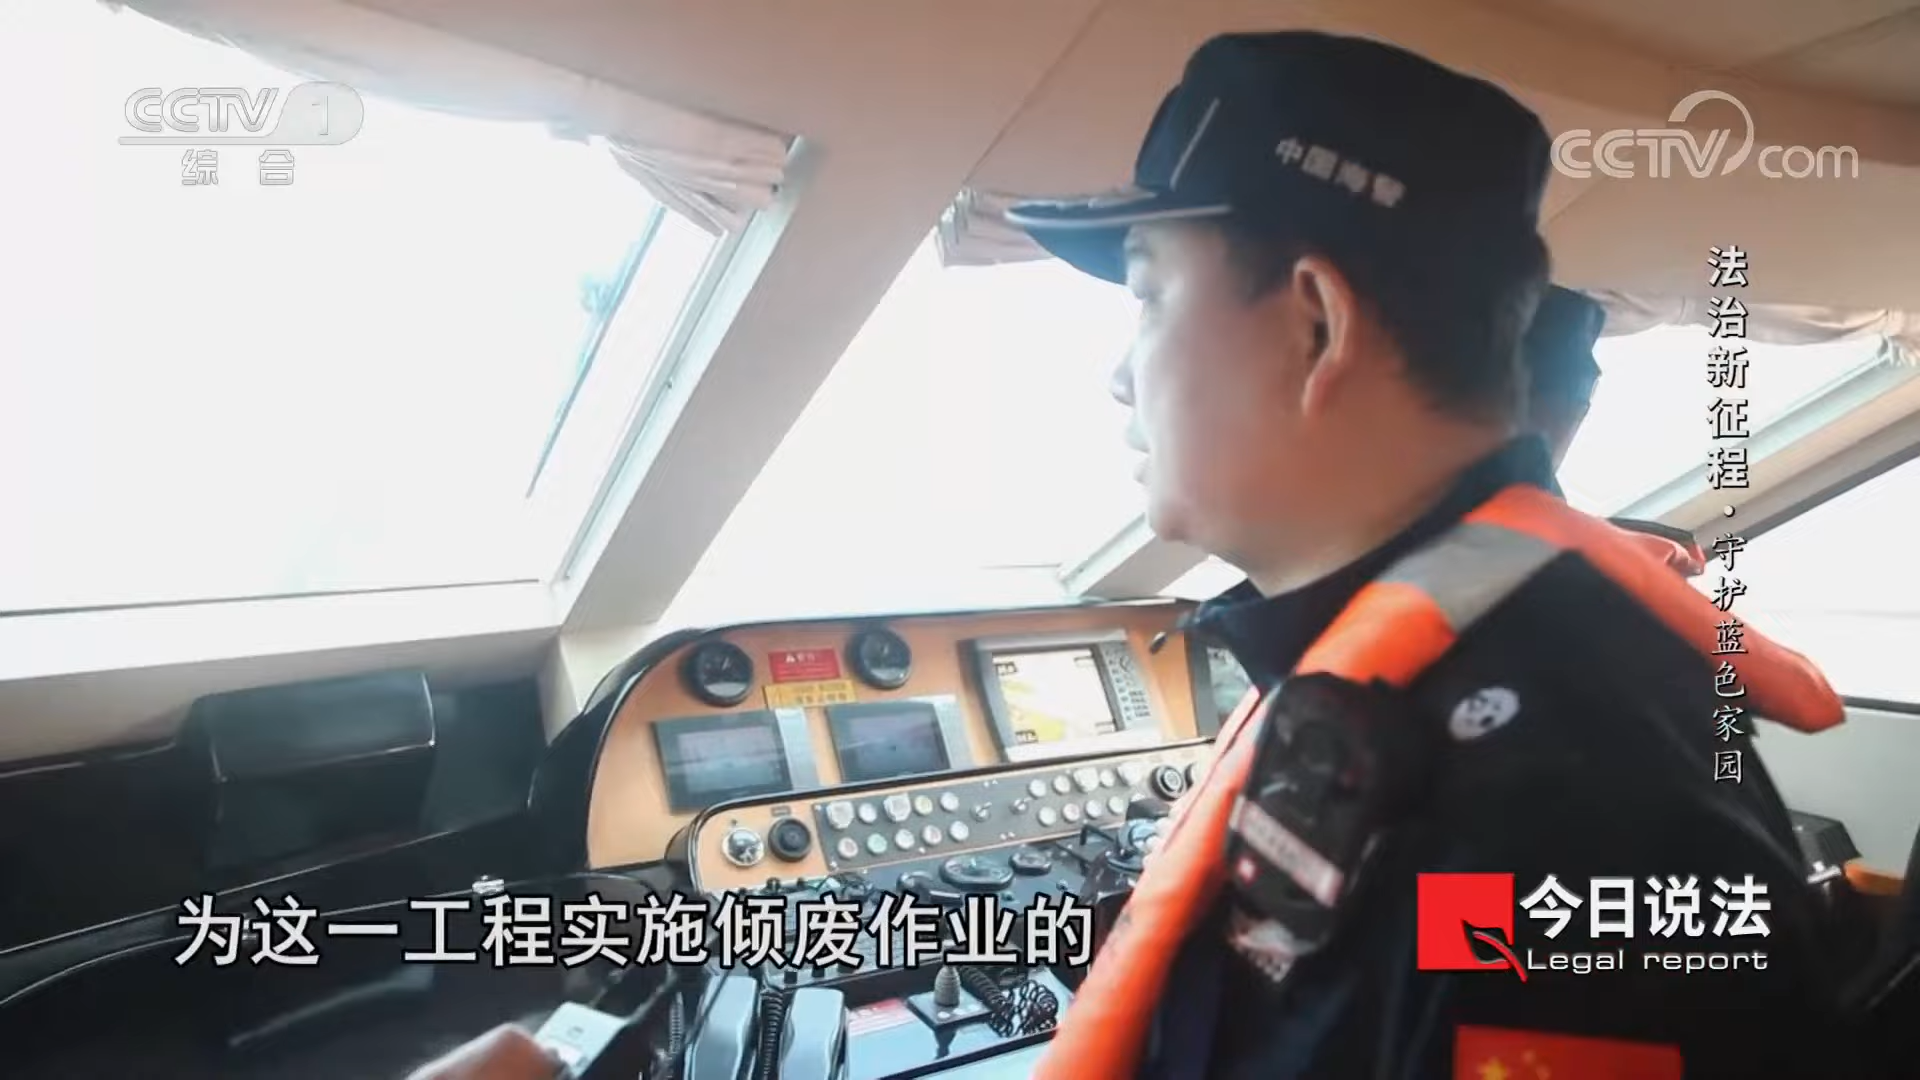 CCTV 1
综合
CCTV com
中国海警
法治新征程·守护蓝色家园
为这一工程实施倾废作业的
今日说法
Legal report